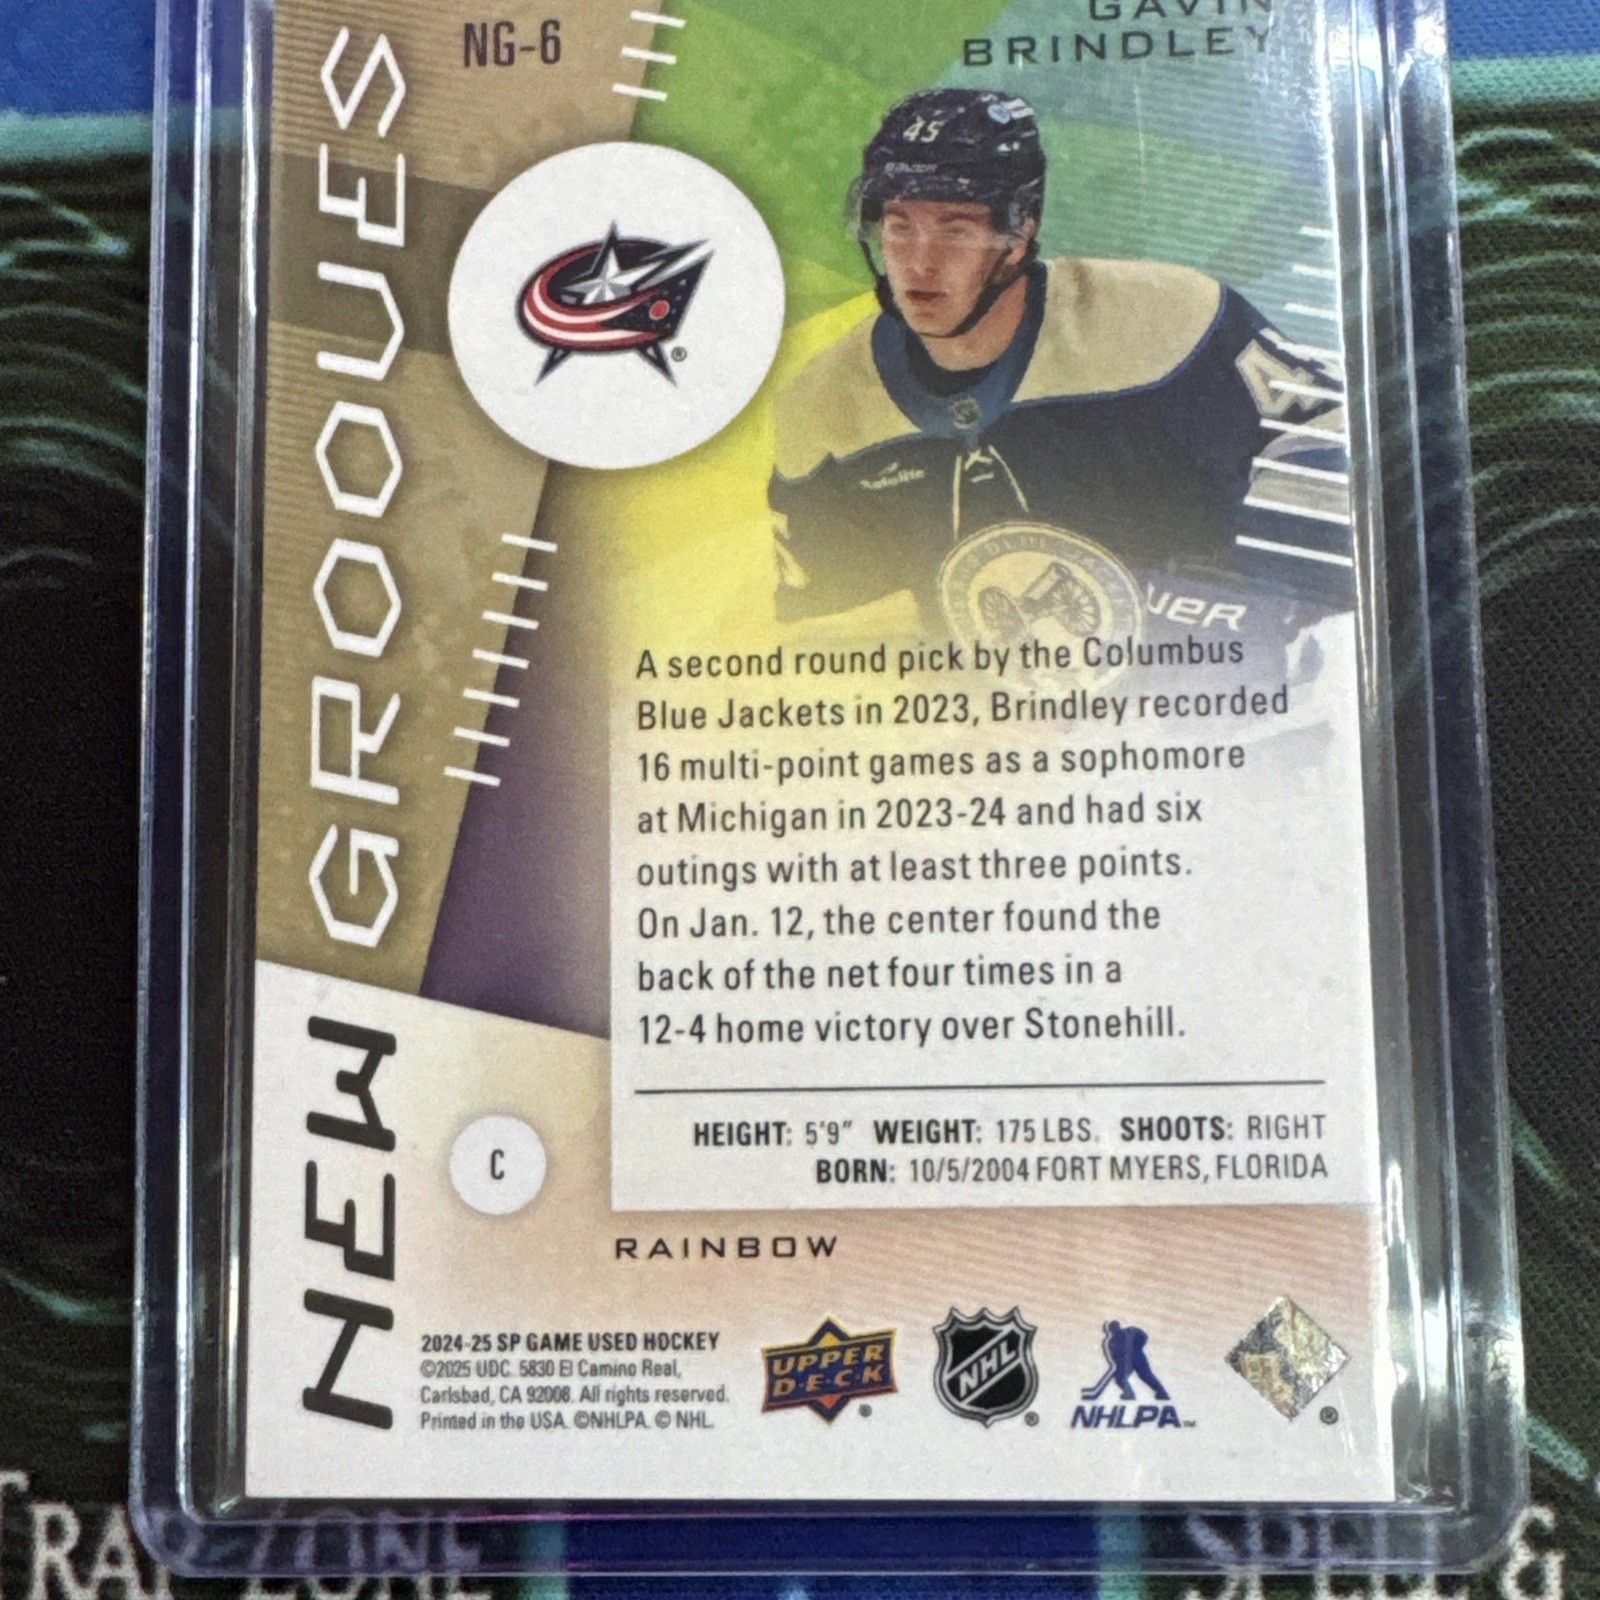 NG-6
GAVIN
BRINDLEY
NEW GROOVES
45
A second round pick by the Columbus
Blue Jackets in 2023, Brindley recorded
16 multi-point games as a sophomore
at Michigan in 2023-24 and had six
outings with at least three points.
On Jan. 12, the center found the
back of the net four times in a
12-4 home victory over Stonehill.
HEIGHT: 5'9" WEIGHT: 175 LBS. SHOOTS: RIGHT
BORN: 10/5/2004 FORT MYERS, FLORIDA
C
RAINBOW
2024-25 SP GAME USED HOCKEY
©2025 UDC. 5830 El Camino Real,
Carlsbad, CA 92008. All rights reserved.
Printed in the USA. ©NHLPA. © NHL.
UPPER
DECK®
NHL®
NHLPA™
®
TRAP ZONE
SPELL &